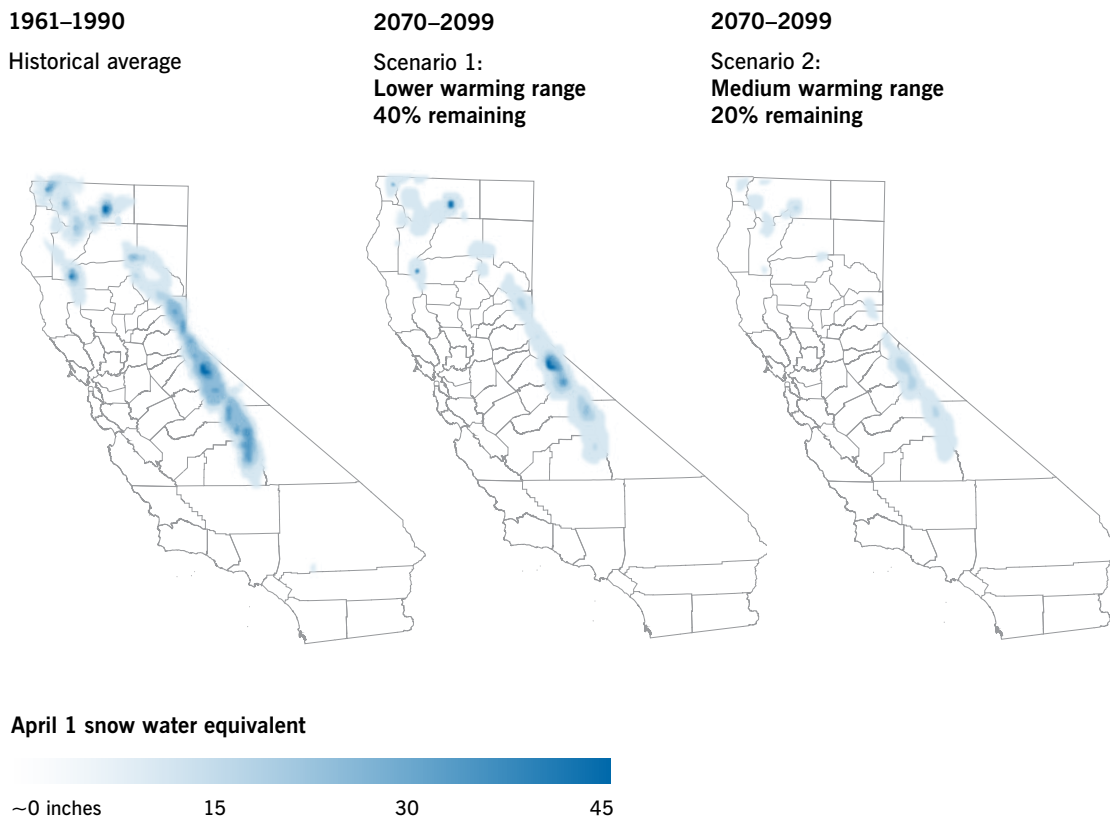 1961–1990
Historical average
2070–2099
Scenario 1:
Lower warming range
40% remaining
2070–2099
Scenario 2:
Medium warming range
20% remaining
April 1 snow water equivalent
~0 inches 15 30 45